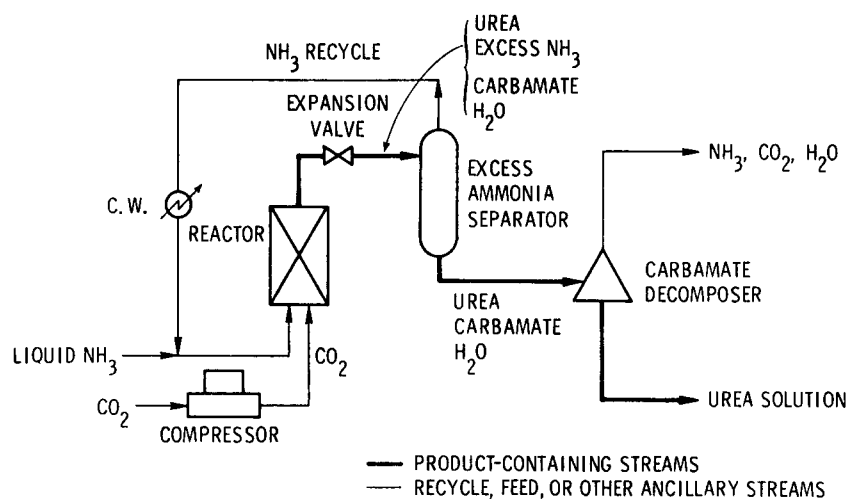 UREA
EXCESS NH3
CARBAMATE
H2O
NH3 RECYCLE
EXPANSION
VALVE
NH3, CO2, H2O
EXCESS
AMMONIA
SEPARATOR
C.W.
REACTOR
CARBAMATE
DECOMPOSER
UREA
CARBAMATE
H2O
LIQUID NH3
CO2
CO2
COMPRESSOR
UREA SOLUTION
PRODUCT-CONTAINING STREAMS
RECYCLE, FEED, OR OTHER ANCILLARY STREAMS